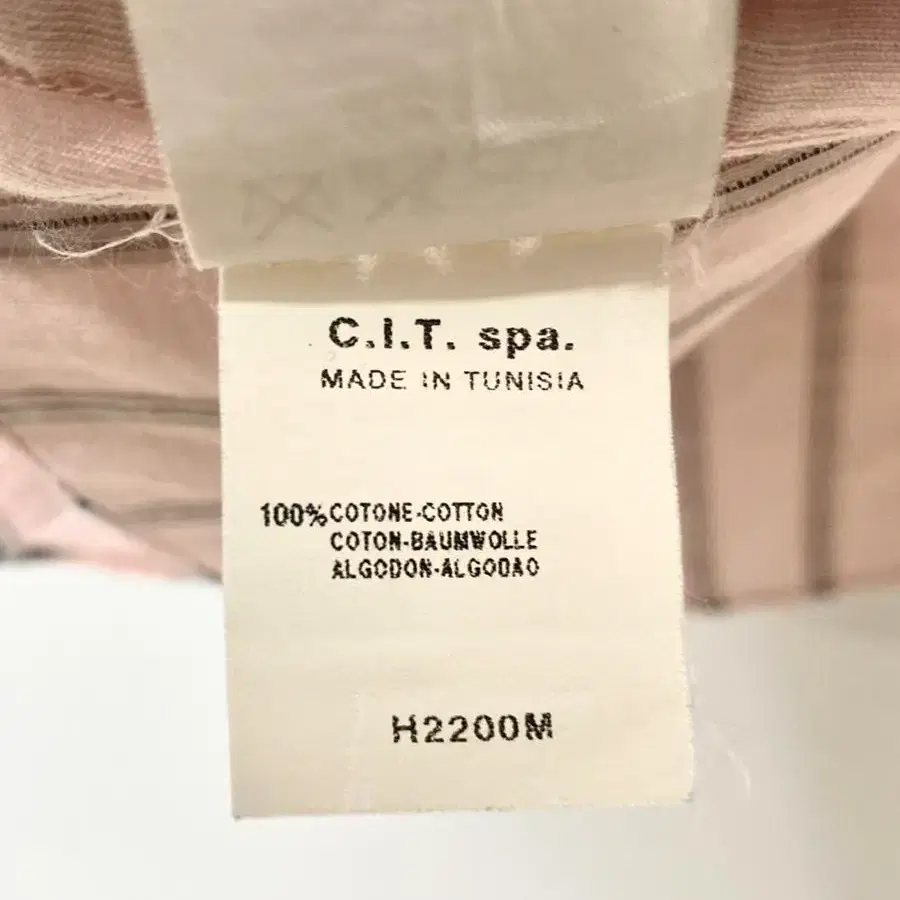 C.I.T. spa.
MADE IN TUNISIA
100% COTONE-COTTON
COTON-BAUMWOLLE
ALGODON-ALGODAO
H2200M